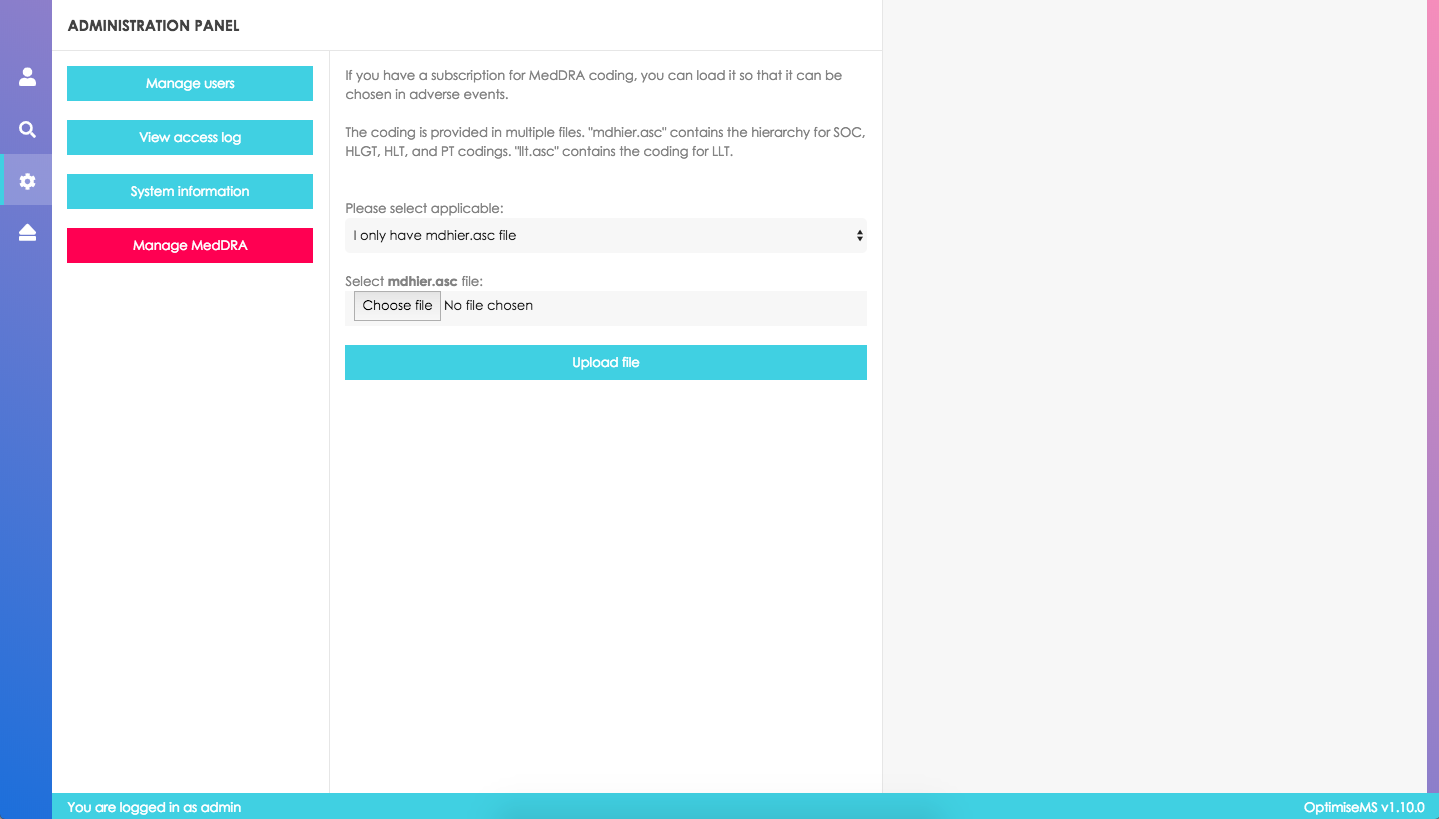 ADMINISTRATION PANEL
Manage users
View access log
System information
Manage MedDRA
If you have a subscription for MedDRA coding, you can load it so that it can be
chosen in adverse events.
The coding is provided in multiple files. "mdhier.asc" contains the hierarchy for SOC,
HLGT, HLT, and PT codings. "llt.asc" contains the coding for LLT.
Please select applicable:
I only have mdhier.asc file
Select mdhier.asc file:
Choose file No file chosen
Upload file
You are logged in as admin
OptimiseMS v1.10.0